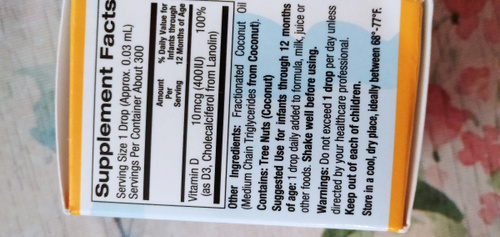 Supplement Facts
Serving Size 1 Drop (Approx. 0.03 mL)
Servings Per Container About 300
Amount Per Serving
% Daily Value for Infants through 12 Months of Age
Vitamin D 10mcg (400IU) 100%
(as D3, Cholecalciferol from Lanolin)
Other Ingredients: Fractionated Coconut Oil
(Medium Chain Triglycerides from Coconut).
Contains: Tree Nuts (Coconut)
Suggested Use for infants through 12 months
of age: 1 drop daily added to formula, milk, juice or
other foods. Shake well before using.
Warnings: Do not exceed 1 drop per day unless
directed by your healthcare professional.
Keep out of each of children.
Store in a cool, dry place, ideally between 68°-77°F.